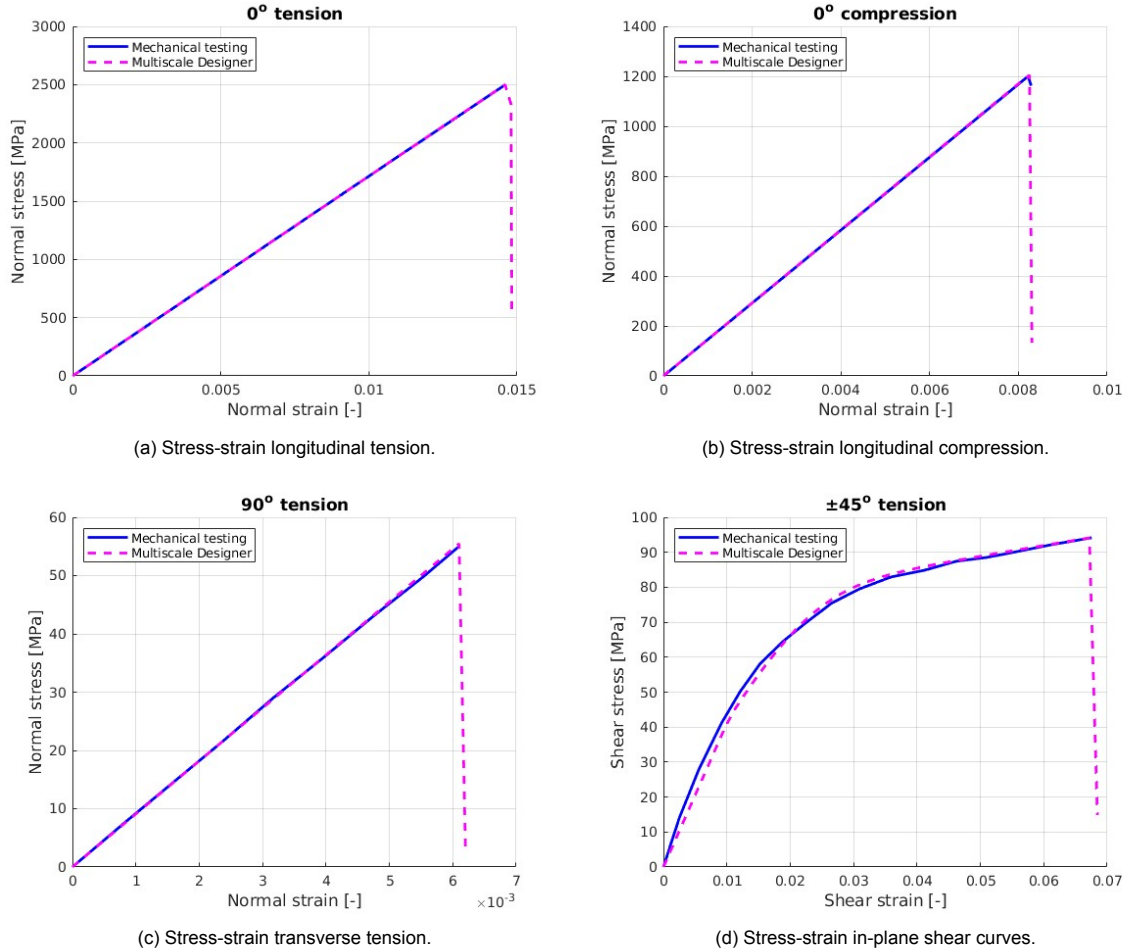 0° tension
3000
2500
2000
1500
1000
500
0
Normal stress [MPa]
Mechanical testing
Multiscale Designer
0
0.005
0.01
0.015
Normal strain [-]
(a) Stress-strain longitudinal tension.
0° compression
1400
1200
1000
800
600
400
200
0
Normal stress [MPa]
Mechanical testing
Multiscale Designer
0
0.002
0.004
0.006
0.008
0.01
Normal strain [-]
(b) Stress-strain longitudinal compression.
90° tension
60
50
40
30
20
10
0
Normal stress [MPa]
Mechanical testing
Multiscale Designer
0
1
2
3
4
5
6
7
×10⁻³
Normal strain [-]
(c) Stress-strain transverse tension.
±45° tension
100
90
80
70
60
50
40
30
20
10
0
Shear stress [MPa]
Mechanical testing
Multiscale Designer
0
0.01
0.02
0.03
0.04
0.05
0.06
0.07
Shear strain [-]
(d) Stress-strain in-plane shear curves.